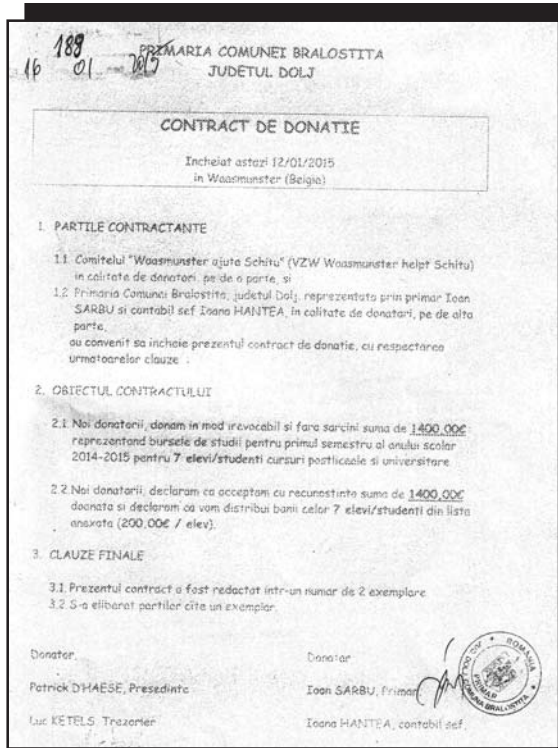 188
16 01 2015
PRIMARIA COMUNEI BRALOSTITA
JUDETUL DOLJ
CONTRACT DE DONATIE
Incheiat astazi 12/01/2015
in Waasmunster (Belgia)
1. PARTILE CONTRACTANTE
1.1. Comitelul "Waasmunster ajuta Schitu" (VZW Waasmunster helpt Schitu)
in calitate de donatori, pe de o parte, si
1.2. Primaria Comunei Bralostita, judetul Dolj, reprezentata prin primar Ioan
SARBU si contabil sef Ioana HANTEA, in calitate de donatari, pe de alta
parte,
au convenit sa incheie prezentul contract de donatie, cu respectarea
urmatoarelor clauze :
2. OBIECTUL CONTRACTULUI
2.1. Noi donatorii, donam in mod irevocabil si fara sarcini suma de 1400,00€
reprezentand bursele de studii pentru primul semestru al anului scolar
2014-2015 pentru 7 elevi/studenti cursuri postliceale si universitare
2.2. Noi donatarii, declaram ca acceptam cu recunostinta suma de 1400,00€
doanata si declaram ca vom distribui banii celor 7 elevi/studenti din lista
anexata (200,00€ / elev).
3. CLAUZE FINALE
3.1. Prezentul contract a fost redactat intr-un numar de 2 exemplare
3.2. S-a eliberat partilor cite un exemplar.
Donator,
Donatar
Patrick D'HAESE, Presedinte
Ioan SARBU, Primar
Luc KETELS, Trezorier
Ioana HANTEA, contabil sef,
ROMANIA
JUD. DOLJ
COMUNA BRALOSTITA
PRIMAR